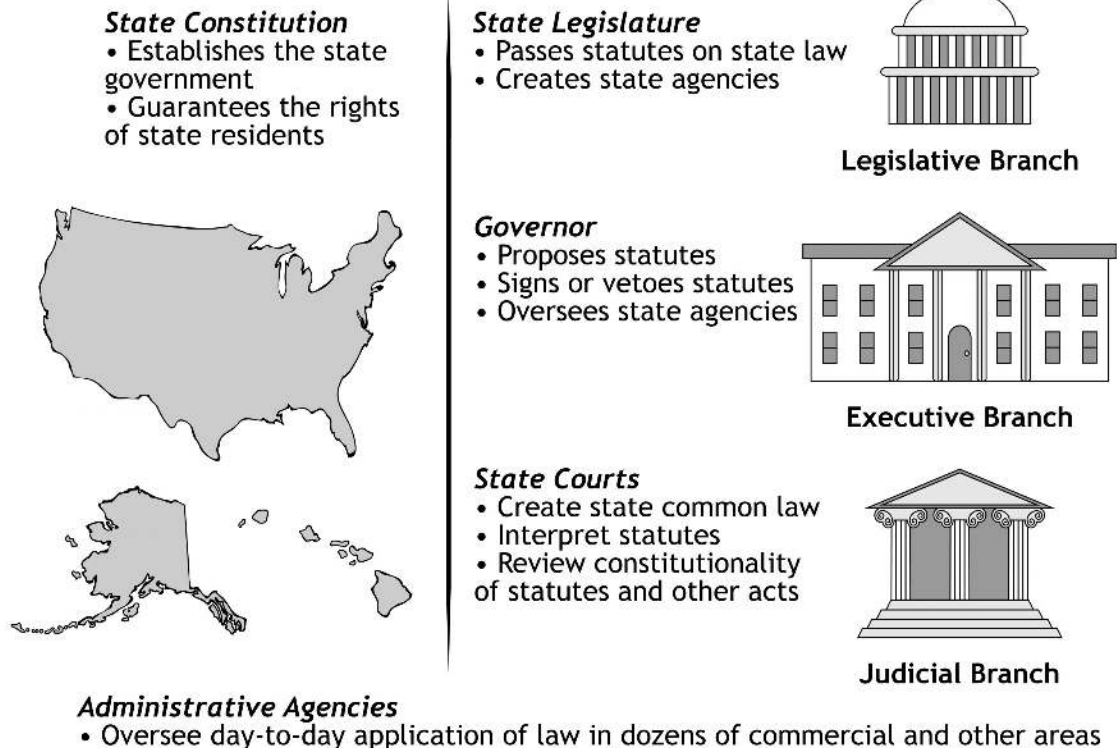 State Constitution
• Establishes the state
government
• Guarantees the rights
of state residents
State Legislature
• Passes statutes on state law
• Creates state agencies
Legislative Branch
Governor
• Proposes statutes
• Signs or vetoes statutes
• Oversees state agencies
Executive Branch
State Courts
• Create state common law
• Interpret statutes
• Review constitutionality
of statutes and other acts
Judicial Branch
Administrative Agencies
• Oversee day-to-day application of law in dozens of commercial and other areas